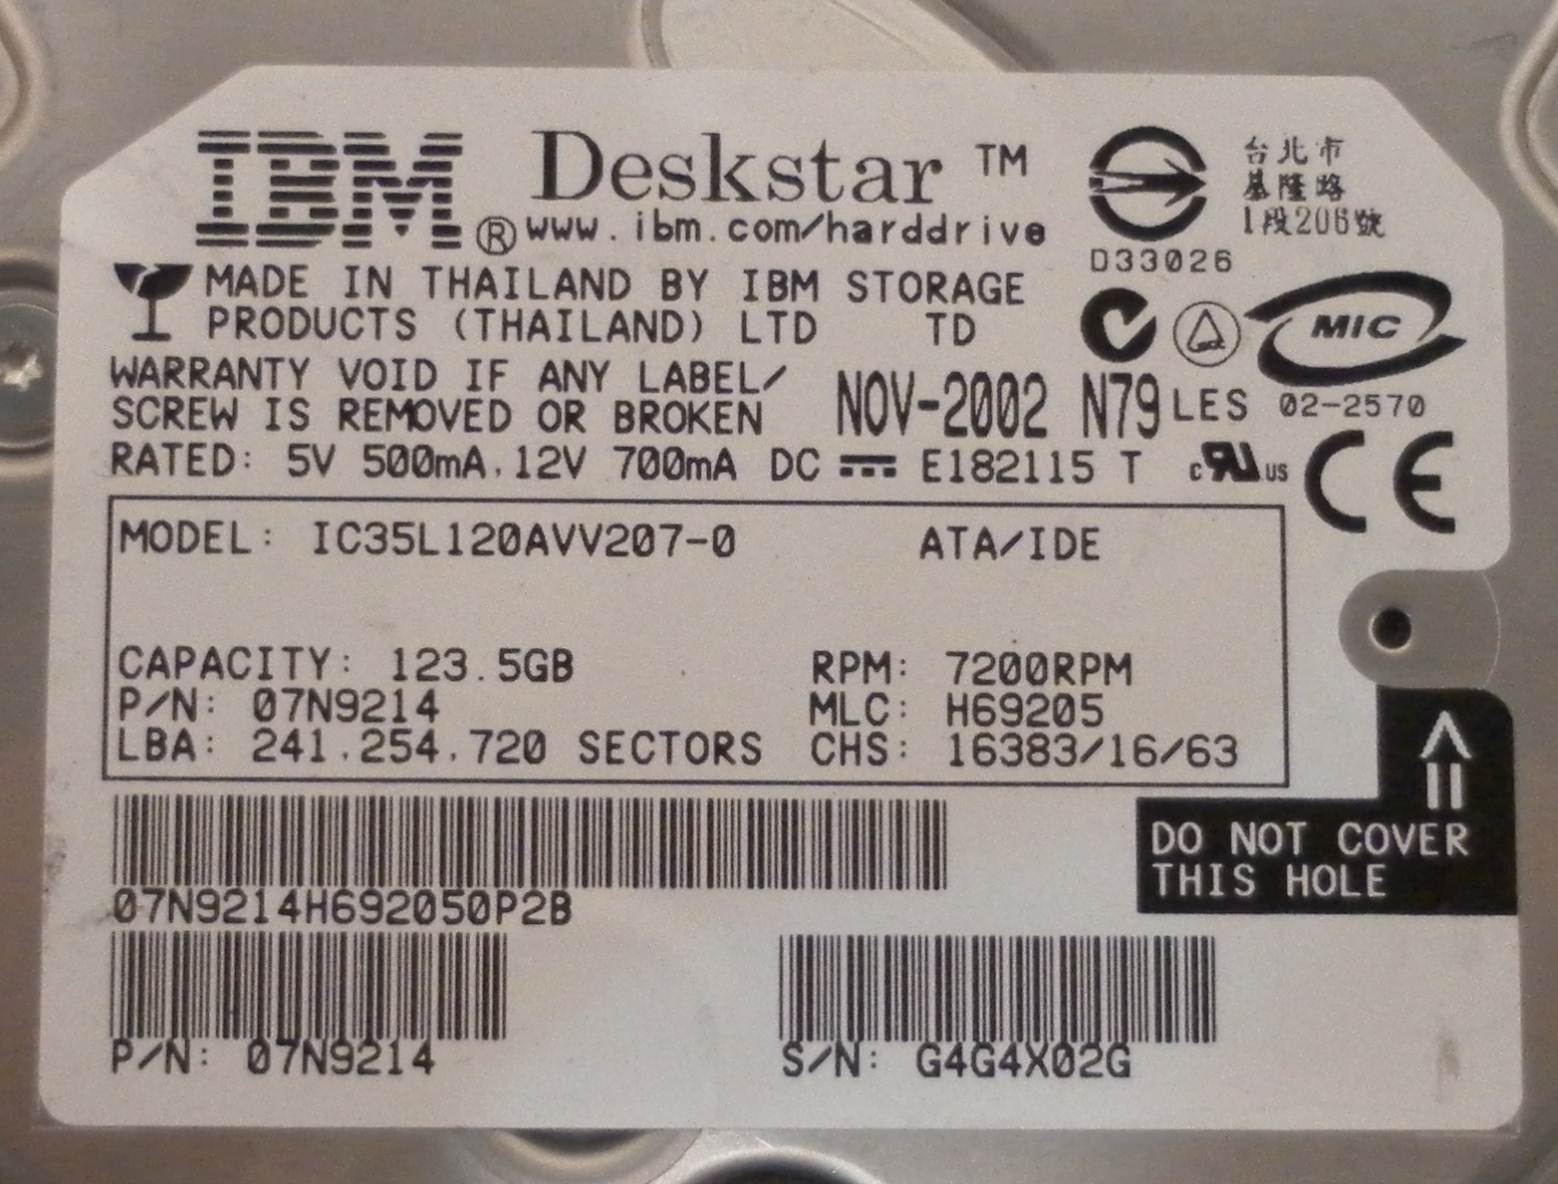 IBM ® Deskstar ™
www.ibm.com/harddrive
台北市
基隆路
1段206號
D33026
MADE IN THAILAND BY IBM STORAGE
PRODUCTS (THAILAND) LTD TD
MIC
WARRANTY VOID IF ANY LABEL/
SCREW IS REMOVED OR BROKEN
NOV-2002 N79 LES 02-2570
RATED: 5V 500mA, 12V 700mA DC E182115 T c RU US CE
MODEL: IC35L120AVV207-0 ATA/IDE
CAPACITY: 123.5GB RPM: 7200RPM
P/N: 07N9214 MLC: H69205
LBA: 241,254,720 SECTORS CHS: 16383/16/63
DO NOT COVER
THIS HOLE
07N9214H692050P2B
P/N: 07N9214 S/N: G4G4X02G